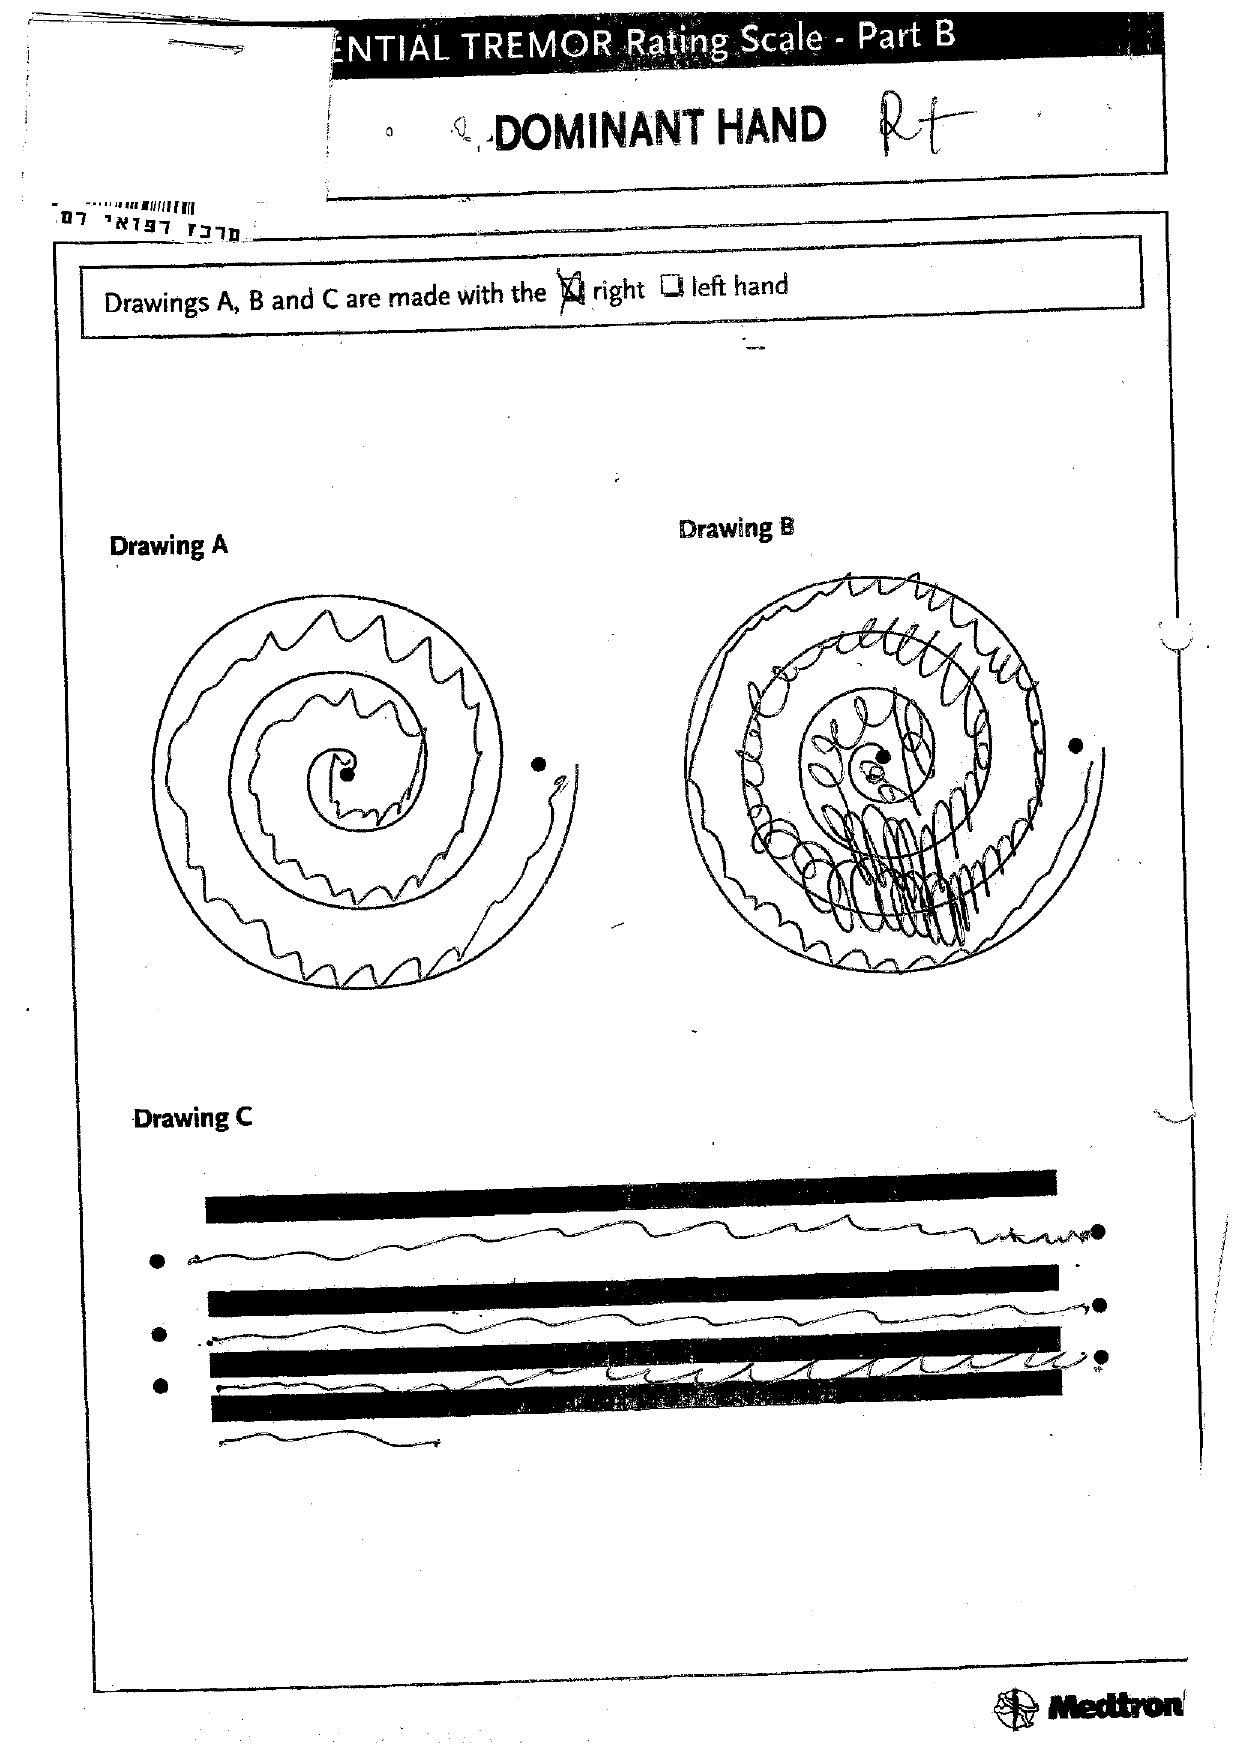 ENTIAL TREMOR Rating Scale - Part B
DOMINANT HAND Rt
מרכז רפואי
Drawings A, B and C are made with the right left hand
Drawing A
Drawing B
Drawing C
Medtron